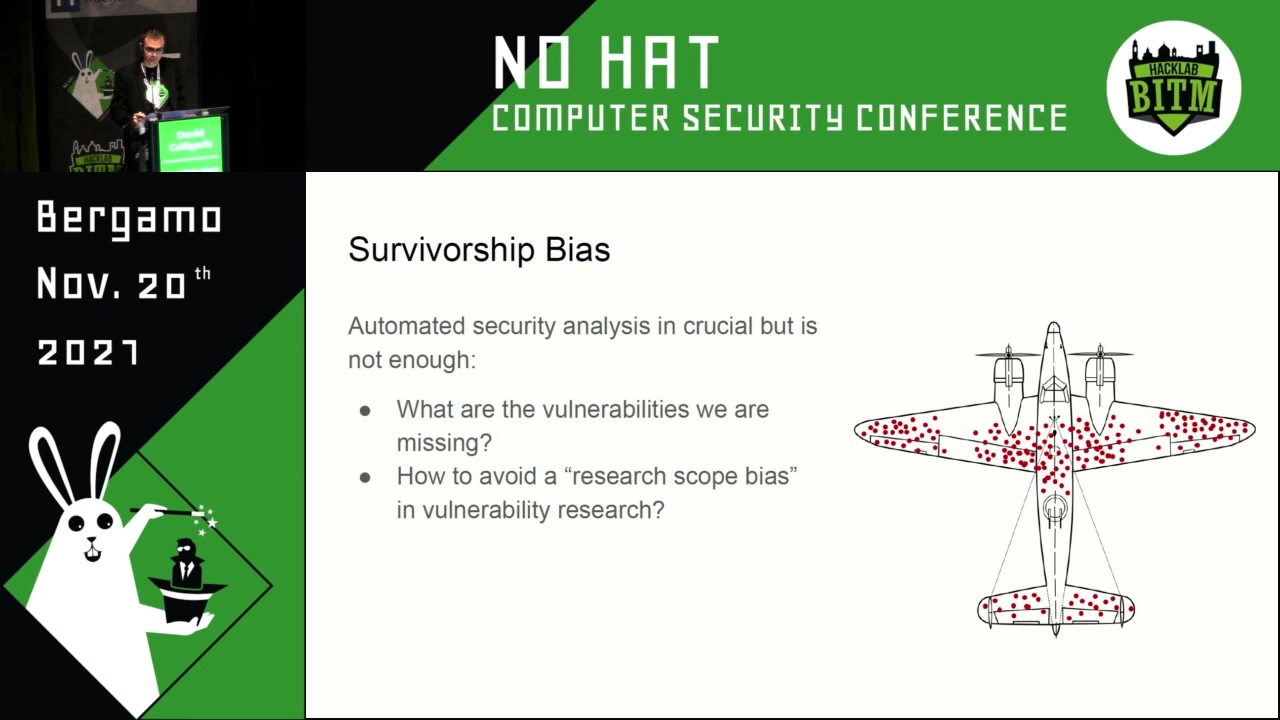 NO HAT
COMPUTER SECURITY CONFERENCE
HACKLAB
BITM
David
HACKLAB
Bergamo
Nov. 20th
2021
Survivorship Bias
Automated security analysis in crucial but is
not enough:
● What are the vulnerabilities we are
missing?
● How to avoid a “research scope bias”
in vulnerability research?